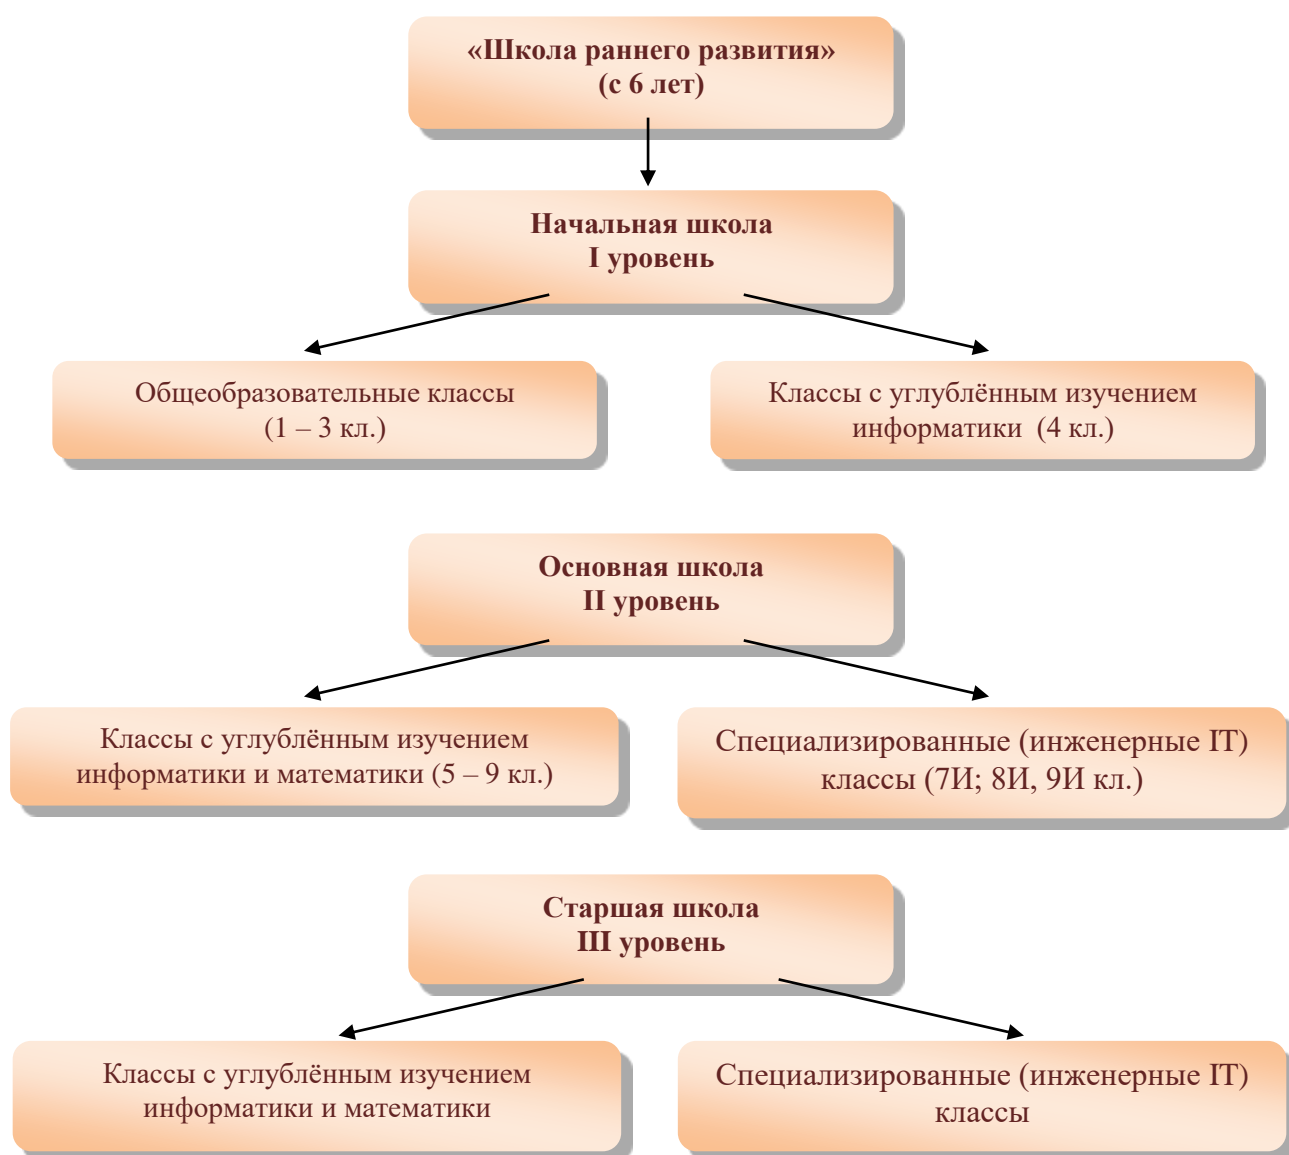 «Школа раннего развития»
(с 6 лет)
Начальная школа
I уровень
Общеобразовательные классы
(1 – 3 кл.)
Классы с углублённым изучением
информатики (4 кл.)
Основная школа
II уровень
Классы с углублённым изучением
информатики и математики (5 – 9 кл.)
Специализированные (инженерные IT)
классы (7И; 8И, 9И кл.)
Старшая школа
III уровень
Классы с углублённым изучением
информатики и математики
Специализированные (инженерные IT)
классы